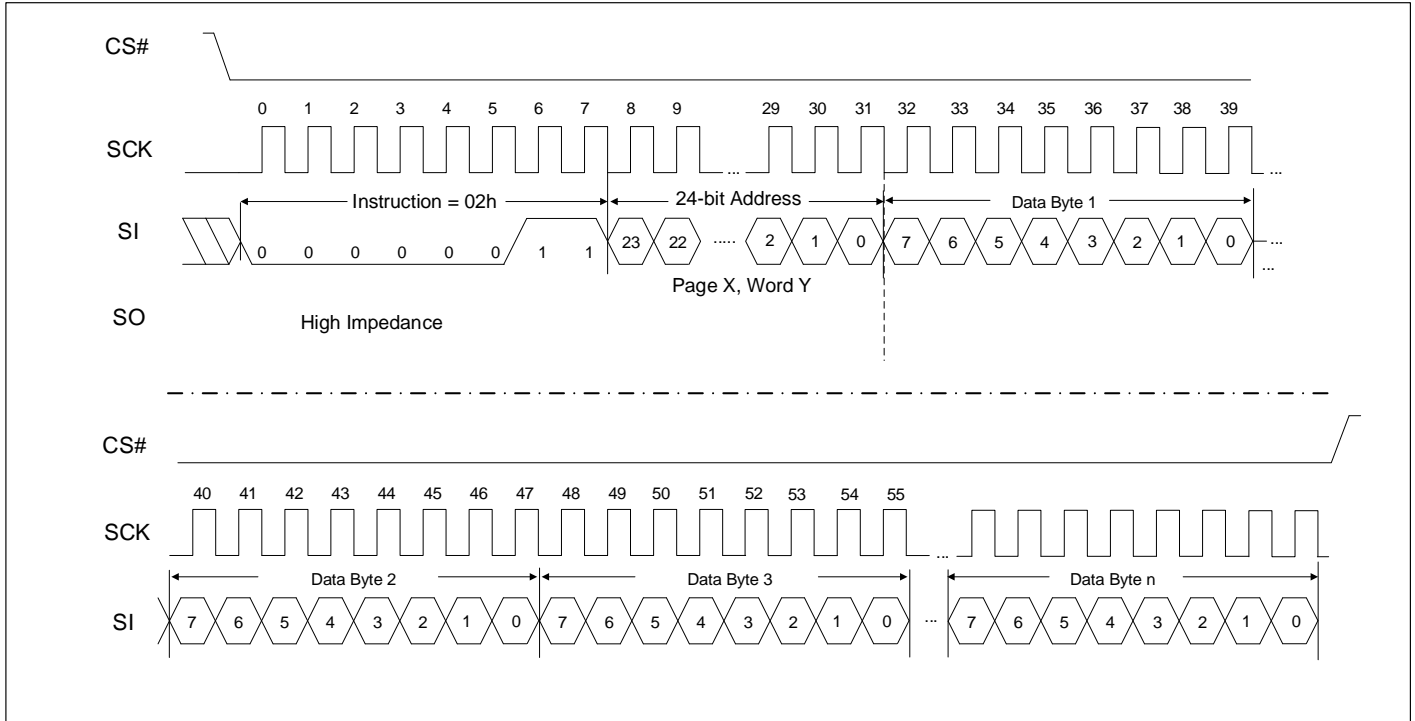 CS#
0 1 2 3 4 5 6 7 8 9 29 30 31 32 33 34 35 36 37 38 39
SCK
... ...
Instruction = 02h 24-bit Address Data Byte 1
SI
0 0 0 0 0 0 1 1 23 22 ..... 2 1 0 7 6 5 4 3 2 1 0 ...
...
Page X, Word Y
SO
High Impedance
CS#
40 41 42 43 44 45 46 47 48 49 50 51 52 53 54 55
SCK
...
Data Byte 2 Data Byte 3 Data Byte n
SI
7 6 5 4 3 2 1 0 7 6 5 4 3 2 1 0 ... 7 6 5 4 3 2 1 0